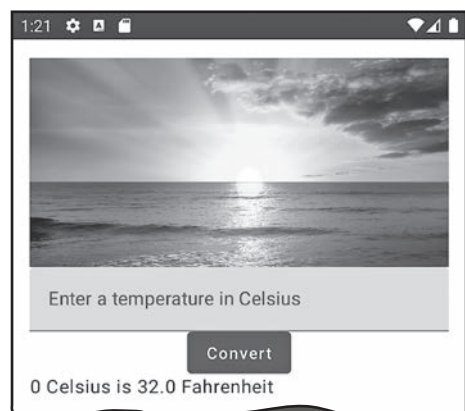 1:21
Enter a temperature in Celsius
Convert
0 Celsius is 32.0 Fahrenheit